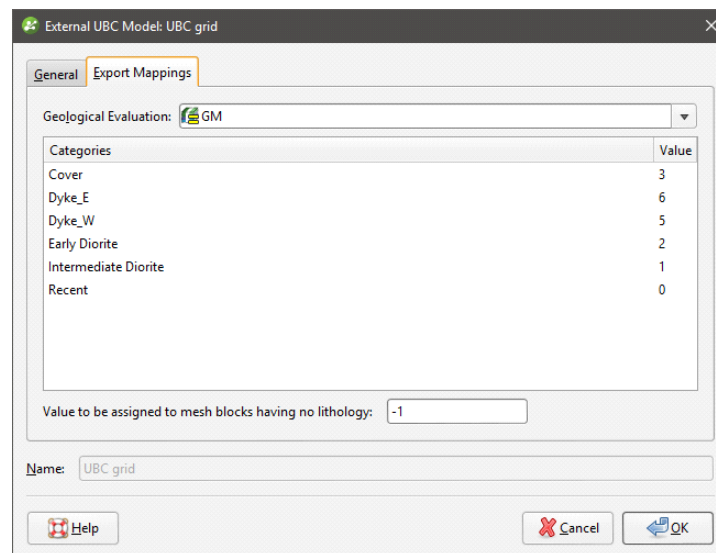 External UBC Model: UBC grid
General Export Mappings
Geological Evaluation: GM
Categories Value
Cover 3
Dyke_E 6
Dyke_W 5
Early Diorite 2
Intermediate Diorite 1
Recent 0
Value to be assigned to mesh blocks having no lithology: -1
Name: UBC grid
Help Cancel OK